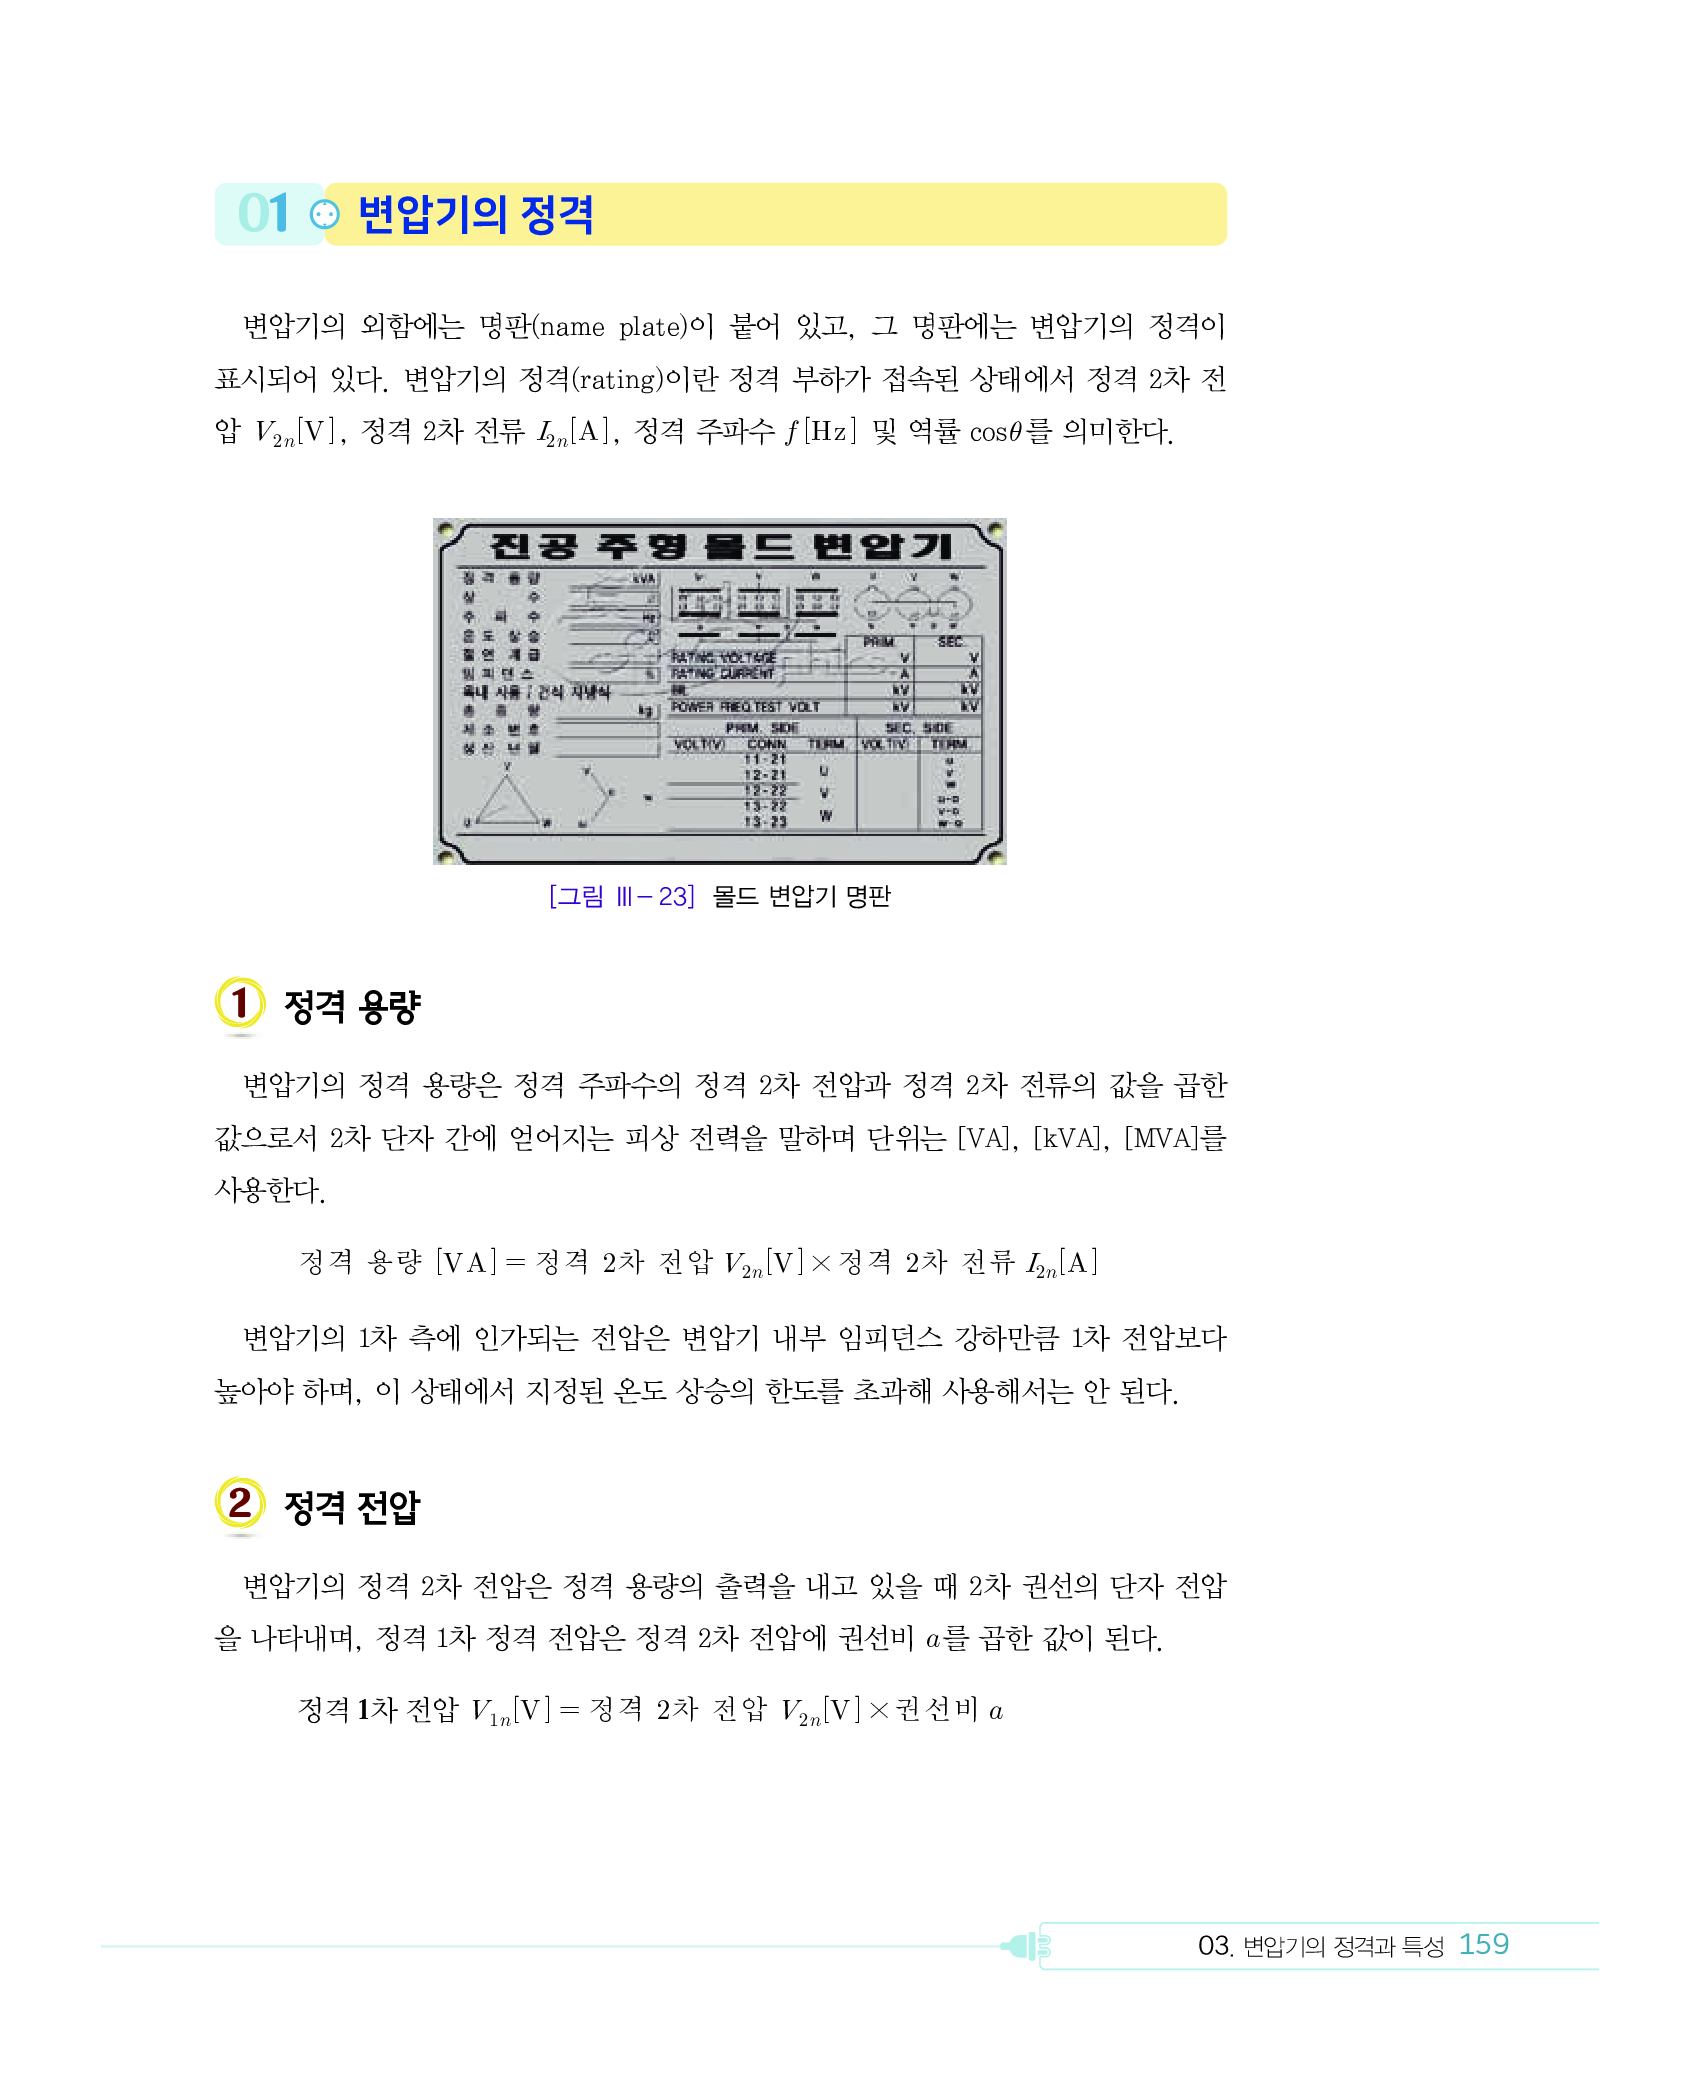 01 변압기의 정격
변압기의 외함에는 명판(name plate)이 붙어 있고, 그 명판에는 변압기의 정격이
표시되어 있다. 변압기의 정격(rating)이란 정격 부하가 접속된 상태에서 정격 2차 전
압 V2n[V], 정격 2차 전류 I2n[A], 정격 주파수 f[Hz] 및 역률 cosθ를 의미한다.
진공 주형 몰드 변압기
정격 용량 kVA
상 수
주 파 수 Hz
온 도 상 승
절 연 계 급
임 피 던 스 %
옥내 사용 / 건식 자냉식
총 중 량 kg
제 조 번 호
생 산 년 월
PRIM. SEC.
RATING VOLTAGE V V
RATING CURRENT A A
kV kV
POWER FREQ.TEST VOLT kV kV
PRIM. SIDE SEC. SIDE
VOLT(V) CONN TERM. VOLT(V) TERM
11-21
12-21 U
12-22 V
13-22
13-23 W
[그림 Ⅲ-23] 몰드 변압기 명판
1 정격 용량
변압기의 정격 용량은 정격 주파수의 정격 2차 전압과 정격 2차 전류의 값을 곱한
값으로서 2차 단자 간에 얻어지는 피상 전력을 말하며 단위는 [VA], [kVA], [MVA]를
사용한다.
정격 용량 [VA]=정격 2차 전압 V2n[V]×정격 2차 전류 I2n[A]
변압기의 1차 측에 인가되는 전압은 변압기 내부 임피던스 강하만큼 1차 전압보다
높아야 하며, 이 상태에서 지정된 온도 상승의 한도를 초과해 사용해서는 안 된다.
2 정격 전압
변압기의 정격 2차 전압은 정격 용량의 출력을 내고 있을 때 2차 권선의 단자 전압
을 나타내며, 정격 1차 정격 전압은 정격 2차 전압에 권선비 a를 곱한 값이 된다.
정격 1차 전압 V1n[V]=정격 2차 전압 V2n[V]×권선비 a
03. 변압기의 정격과 특성 159